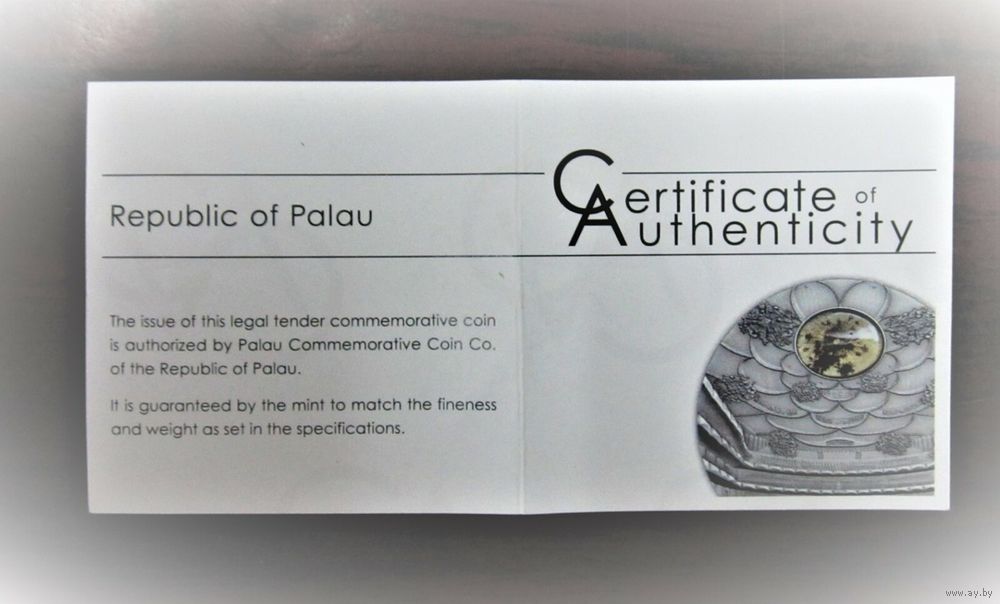 Republic of Palau
The issue of this legal tender commemorative coin
is authorized by Palau Commemorative Coin Co.
of the Republic of Palau.
It is guaranteed by the mint to match the fineness
and weight as set in the specifications.
Certificate of
Authenticity
www.ay.by